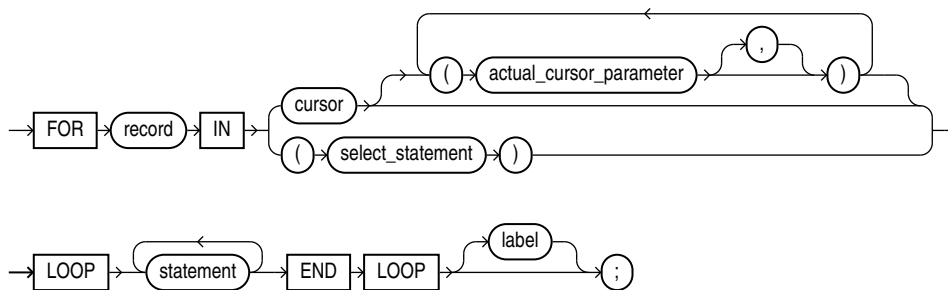 ,
( actual_cursor_parameter )
cursor
FOR record IN
( select_statement )
label
LOOP statement END LOOP ;